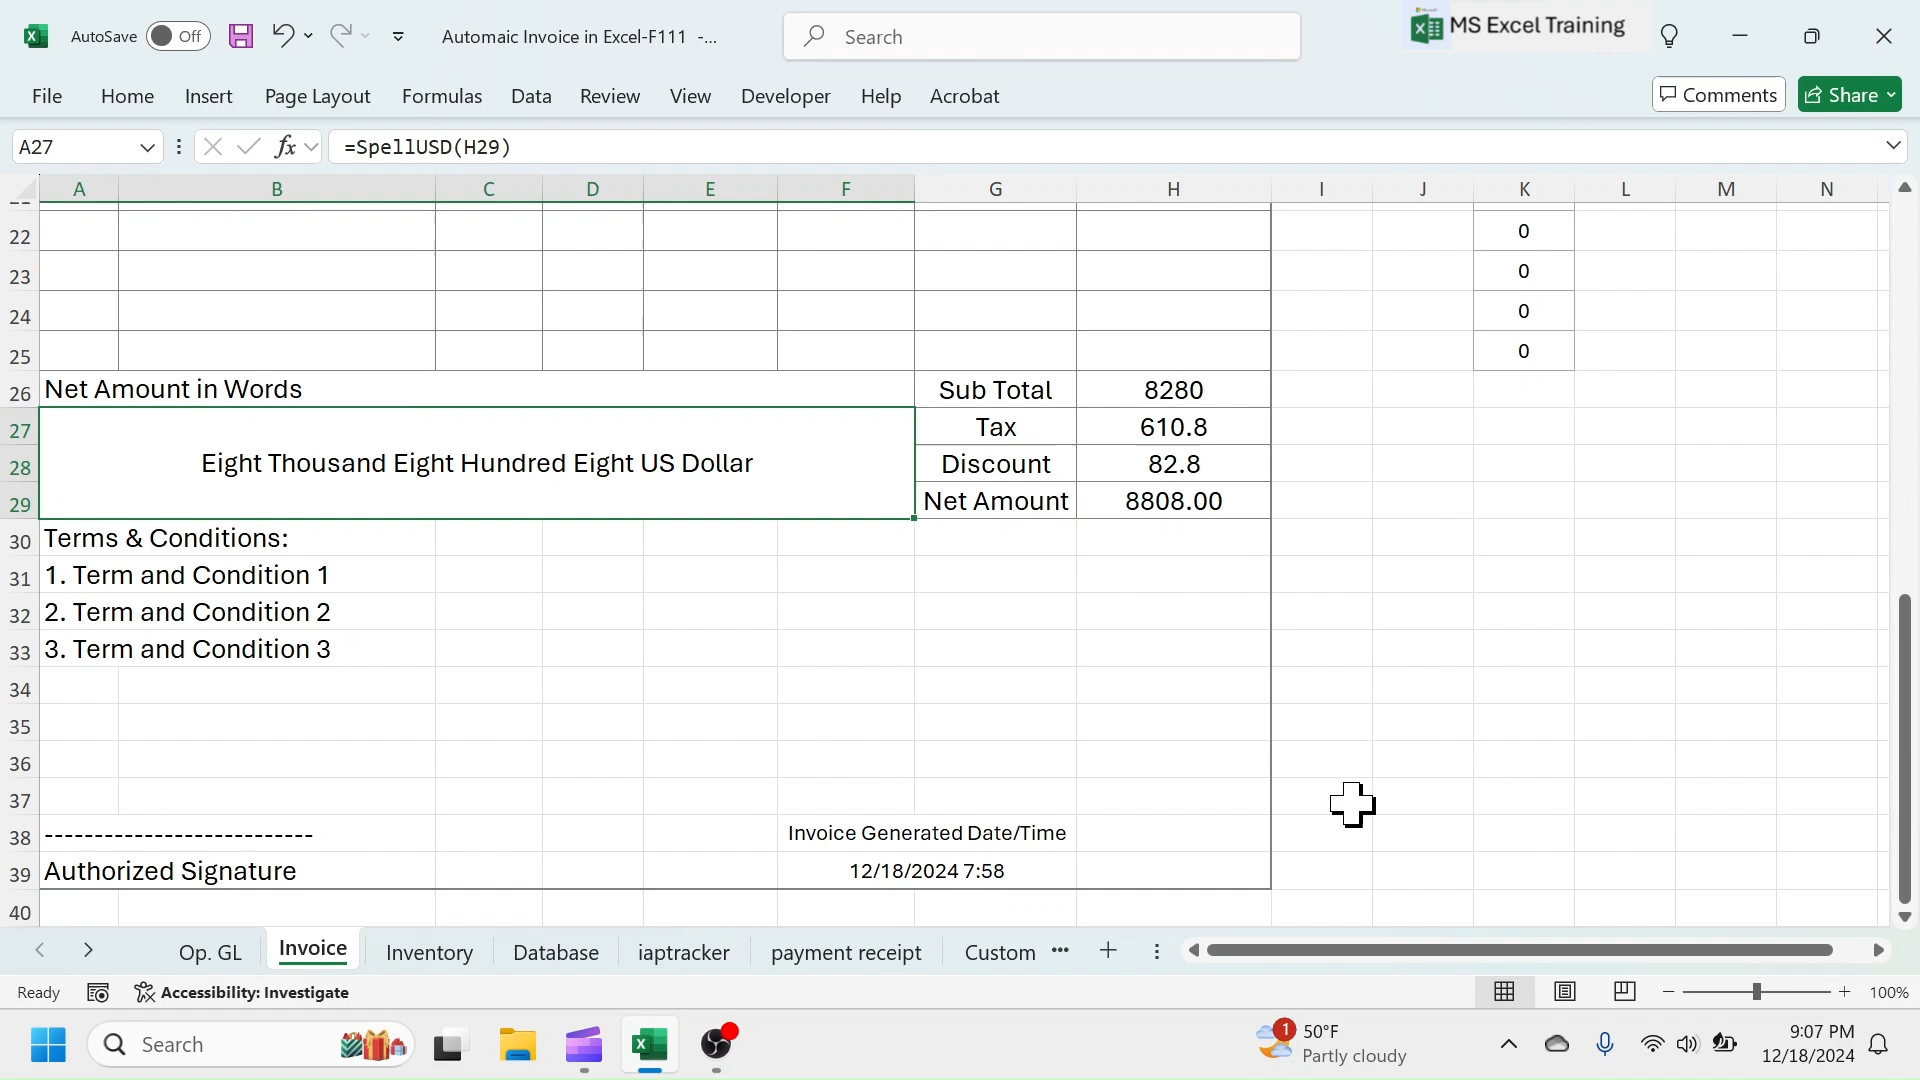 AutoSave Off Automaic Invoice in Excel-F111 -... Search MS Excel Training
File Home Insert Page Layout Formulas Data Review View Developer Help Acrobat Comments Share
A27 fx =SpellUSD(H29)
A B C D E F G H I J K L M N
22 0
23 0
24 0
25 0
26 Net Amount in Words Sub Total 8280
27 Tax 610.8
28 Eight Thousand Eight Hundred Eight US Dollar Discount 82.8
29 Net Amount 8808.00
30 Terms & Conditions:
31 1. Term and Condition 1
32 2. Term and Condition 2
33 3. Term and Condition 3
34
35
36
37
38 --------------------------- Invoice Generated Date/Time
39 Authorized Signature 12/18/2024 7:58
40
Op. GL Invoice Inventory Database iaptracker payment receipt Custom
Ready Accessibility: Investigate 100%
Search 1 50°F 9:07 PM
Partly cloudy 12/18/2024